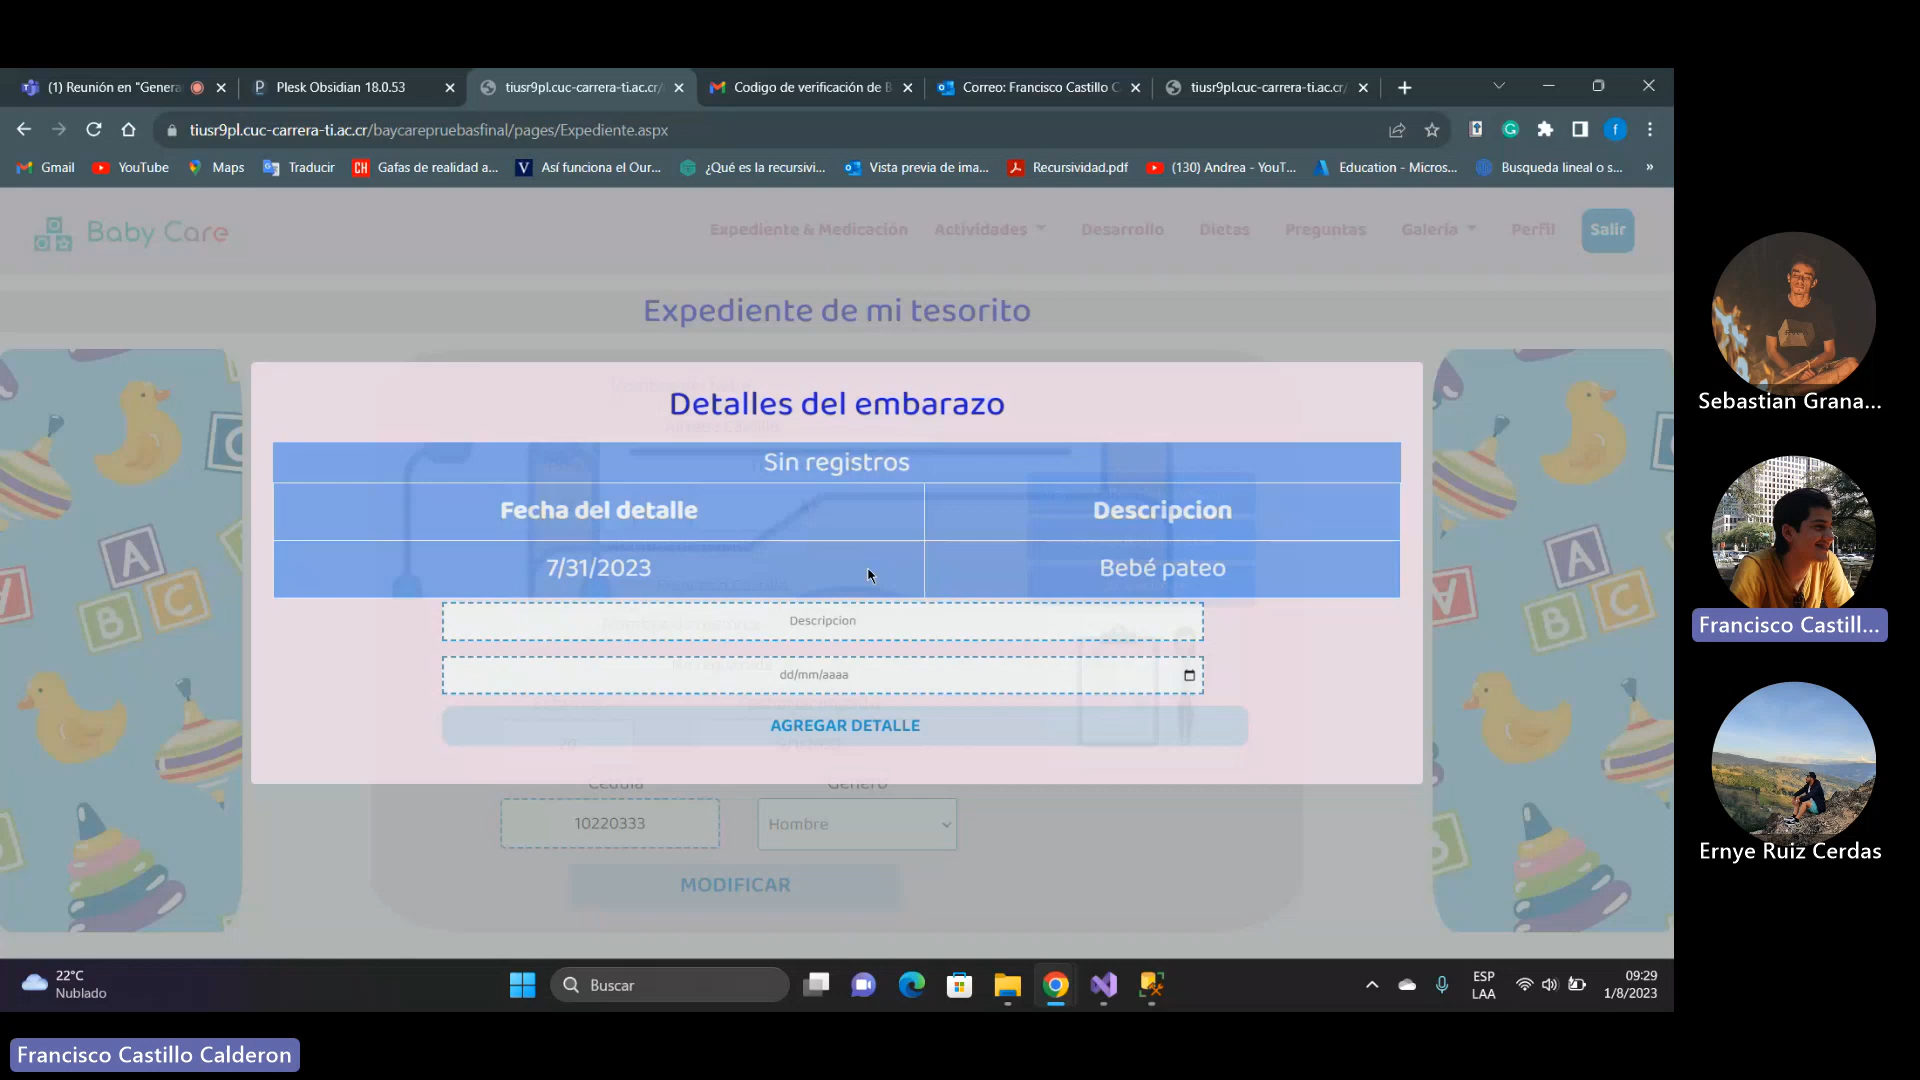 (1) Reunión en "Genera
Plesk Obsidian 18.0.53
tiusr9pl.cuc-carrera-ti.ac.cr/
Codigo de verificación de B
Correo: Francisco Castillo C
tiusr9pl.cuc-carrera-ti.ac.cr/
tiusr9pl.cuc-carrera-ti.ac.cr/baycarepruebasfinal/pages/Expediente.aspx
Gmail
YouTube
Maps
Traducir
CH
Gafas de realidad a...
V
Así funciona el Our...
¿Qué es la recursivi...
Vista previa de ima...
Recursividad.pdf
(130) Andrea - YouT...
Education - Micros...
Busqueda lineal o s...
»
Baby Care
Expediente & Medicación
Actividades
Desarrollo
Dietas
Preguntas
Galería
Perfil
Salir
Expediente de mi tesorito
Detalles del embarazo
Sin registros
Fecha del detalle
Descripcion
7/31/2023
Bebé pateo
Descripcion
dd/mm/aaaa
AGREGAR DETALLE
Cedula
Genero
10220333
Hombre
MODIFICAR
Sebastian Grana...
Francisco Castill...
Ernye Ruiz Cerdas
22°C
Nublado
Buscar
ESP
LAA
09:29
1/8/2023
Francisco Castillo Calderon